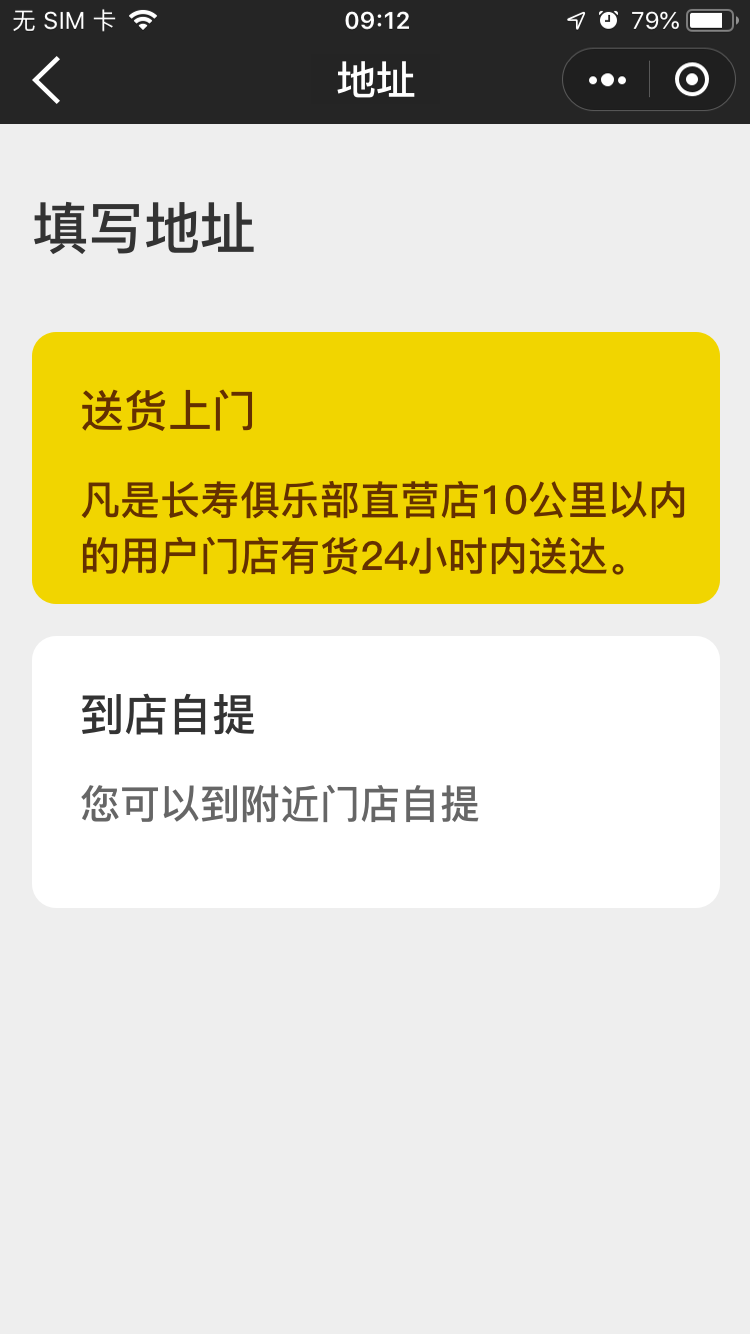 无 SIM 卡
09:12
79%
地址
填写地址
送货上门
凡是长寿俱乐部直营店10公里以内
的用户门店有货24小时内送达。
到店自提
您可以到附近门店自提